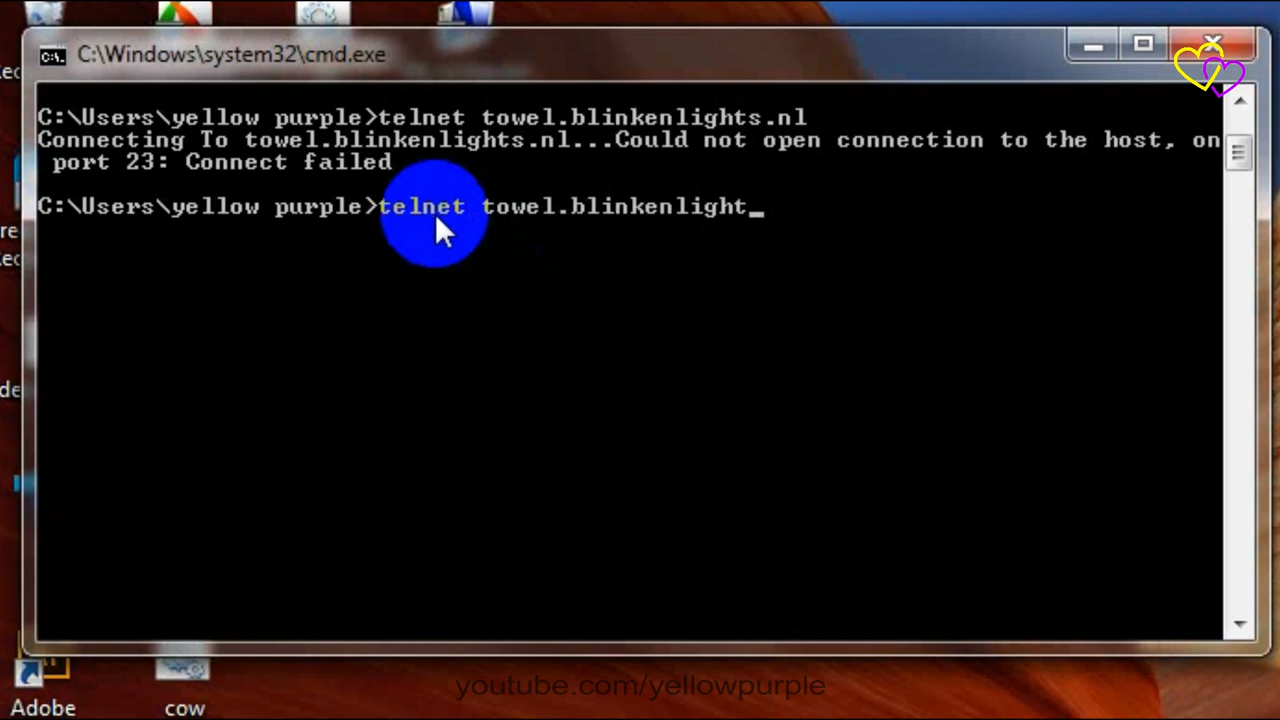 C:\Windows\system32\cmd.exe
C:\Users\yellow purple>telnet towel.blinkenlights.nl
Connecting To towel.blinkenlights.nl...Could not open connection to the host, on
port 23: Connect failed
C:\Users\yellow purple>telnet towel.blinkenlight_
Adobe
cow
youtube.com/yellowpurple